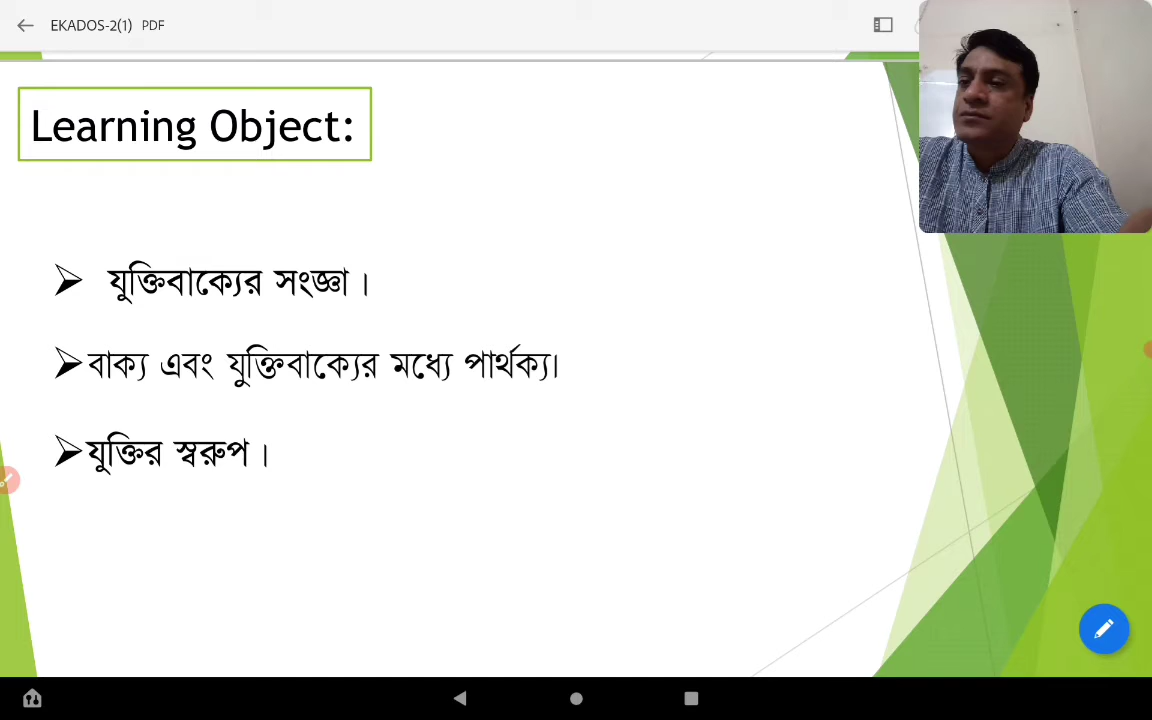 EKADOS-2(1) PDF
Learning Object:
➢ যুক্তিবাক্যের সংজ্ঞা ।
➢বাক্য এবং যুক্তিবাক্যের মধ্যে পার্থক্য।
➢যুক্তির স্বরুপ ।